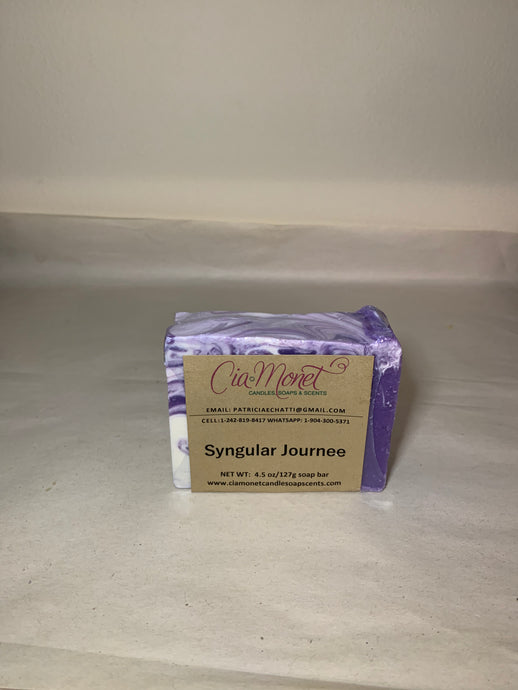 Cia Monet
CANDLES, SOAPS & SCENTS
EMAIL: PATRICIAECHATTI@GMAIL.COM
CELL:1-242-819-8417 WHATSAPP: 1-904-300-5371
Syngular Journee
NET WT: 4.5 oz/127g soap bar
www.ciamonetcandlesoapscents.com